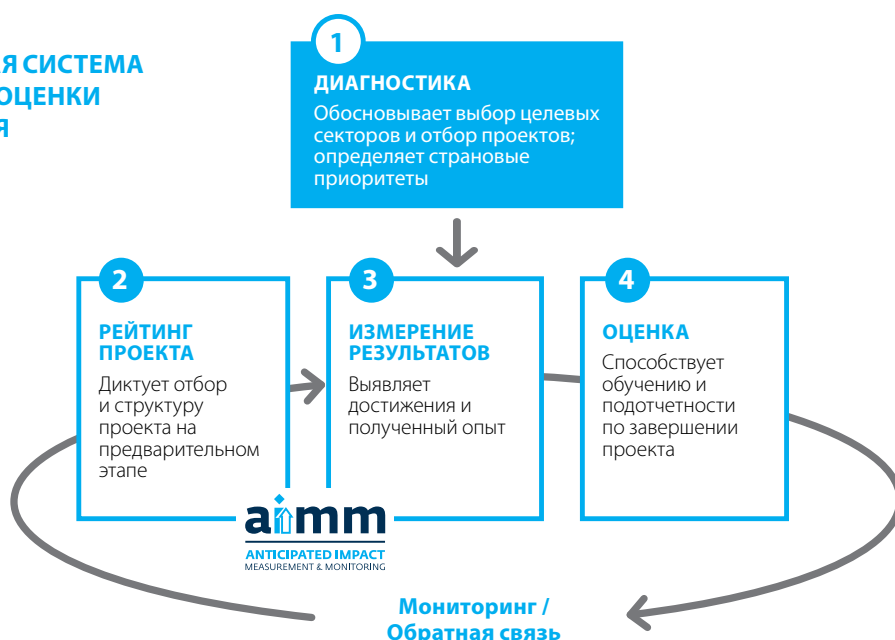 Я СИСТЕМА
ОЦЕНКИ
Я
1
ДИАГНОСТИКА
Обосновывает выбор целевых
секторов и отбор проектов;
определяет страновые
приоритеты
2
РЕЙТИНГ
ПРОЕКТА
Диктует отбор
и структуру
проекта на
предварительном
этапе
3
ИЗМЕРЕНИЕ
РЕЗУЛЬТАТОВ
Выявляет
достижения и
полученный опыт
4
ОЦЕНКА
Способствует
обучению и
подотчетности
по завершении
проекта
aimm
ANTICIPATED IMPACT
MEASUREMENT & MONITORING
Мониторинг /
Обратная связь